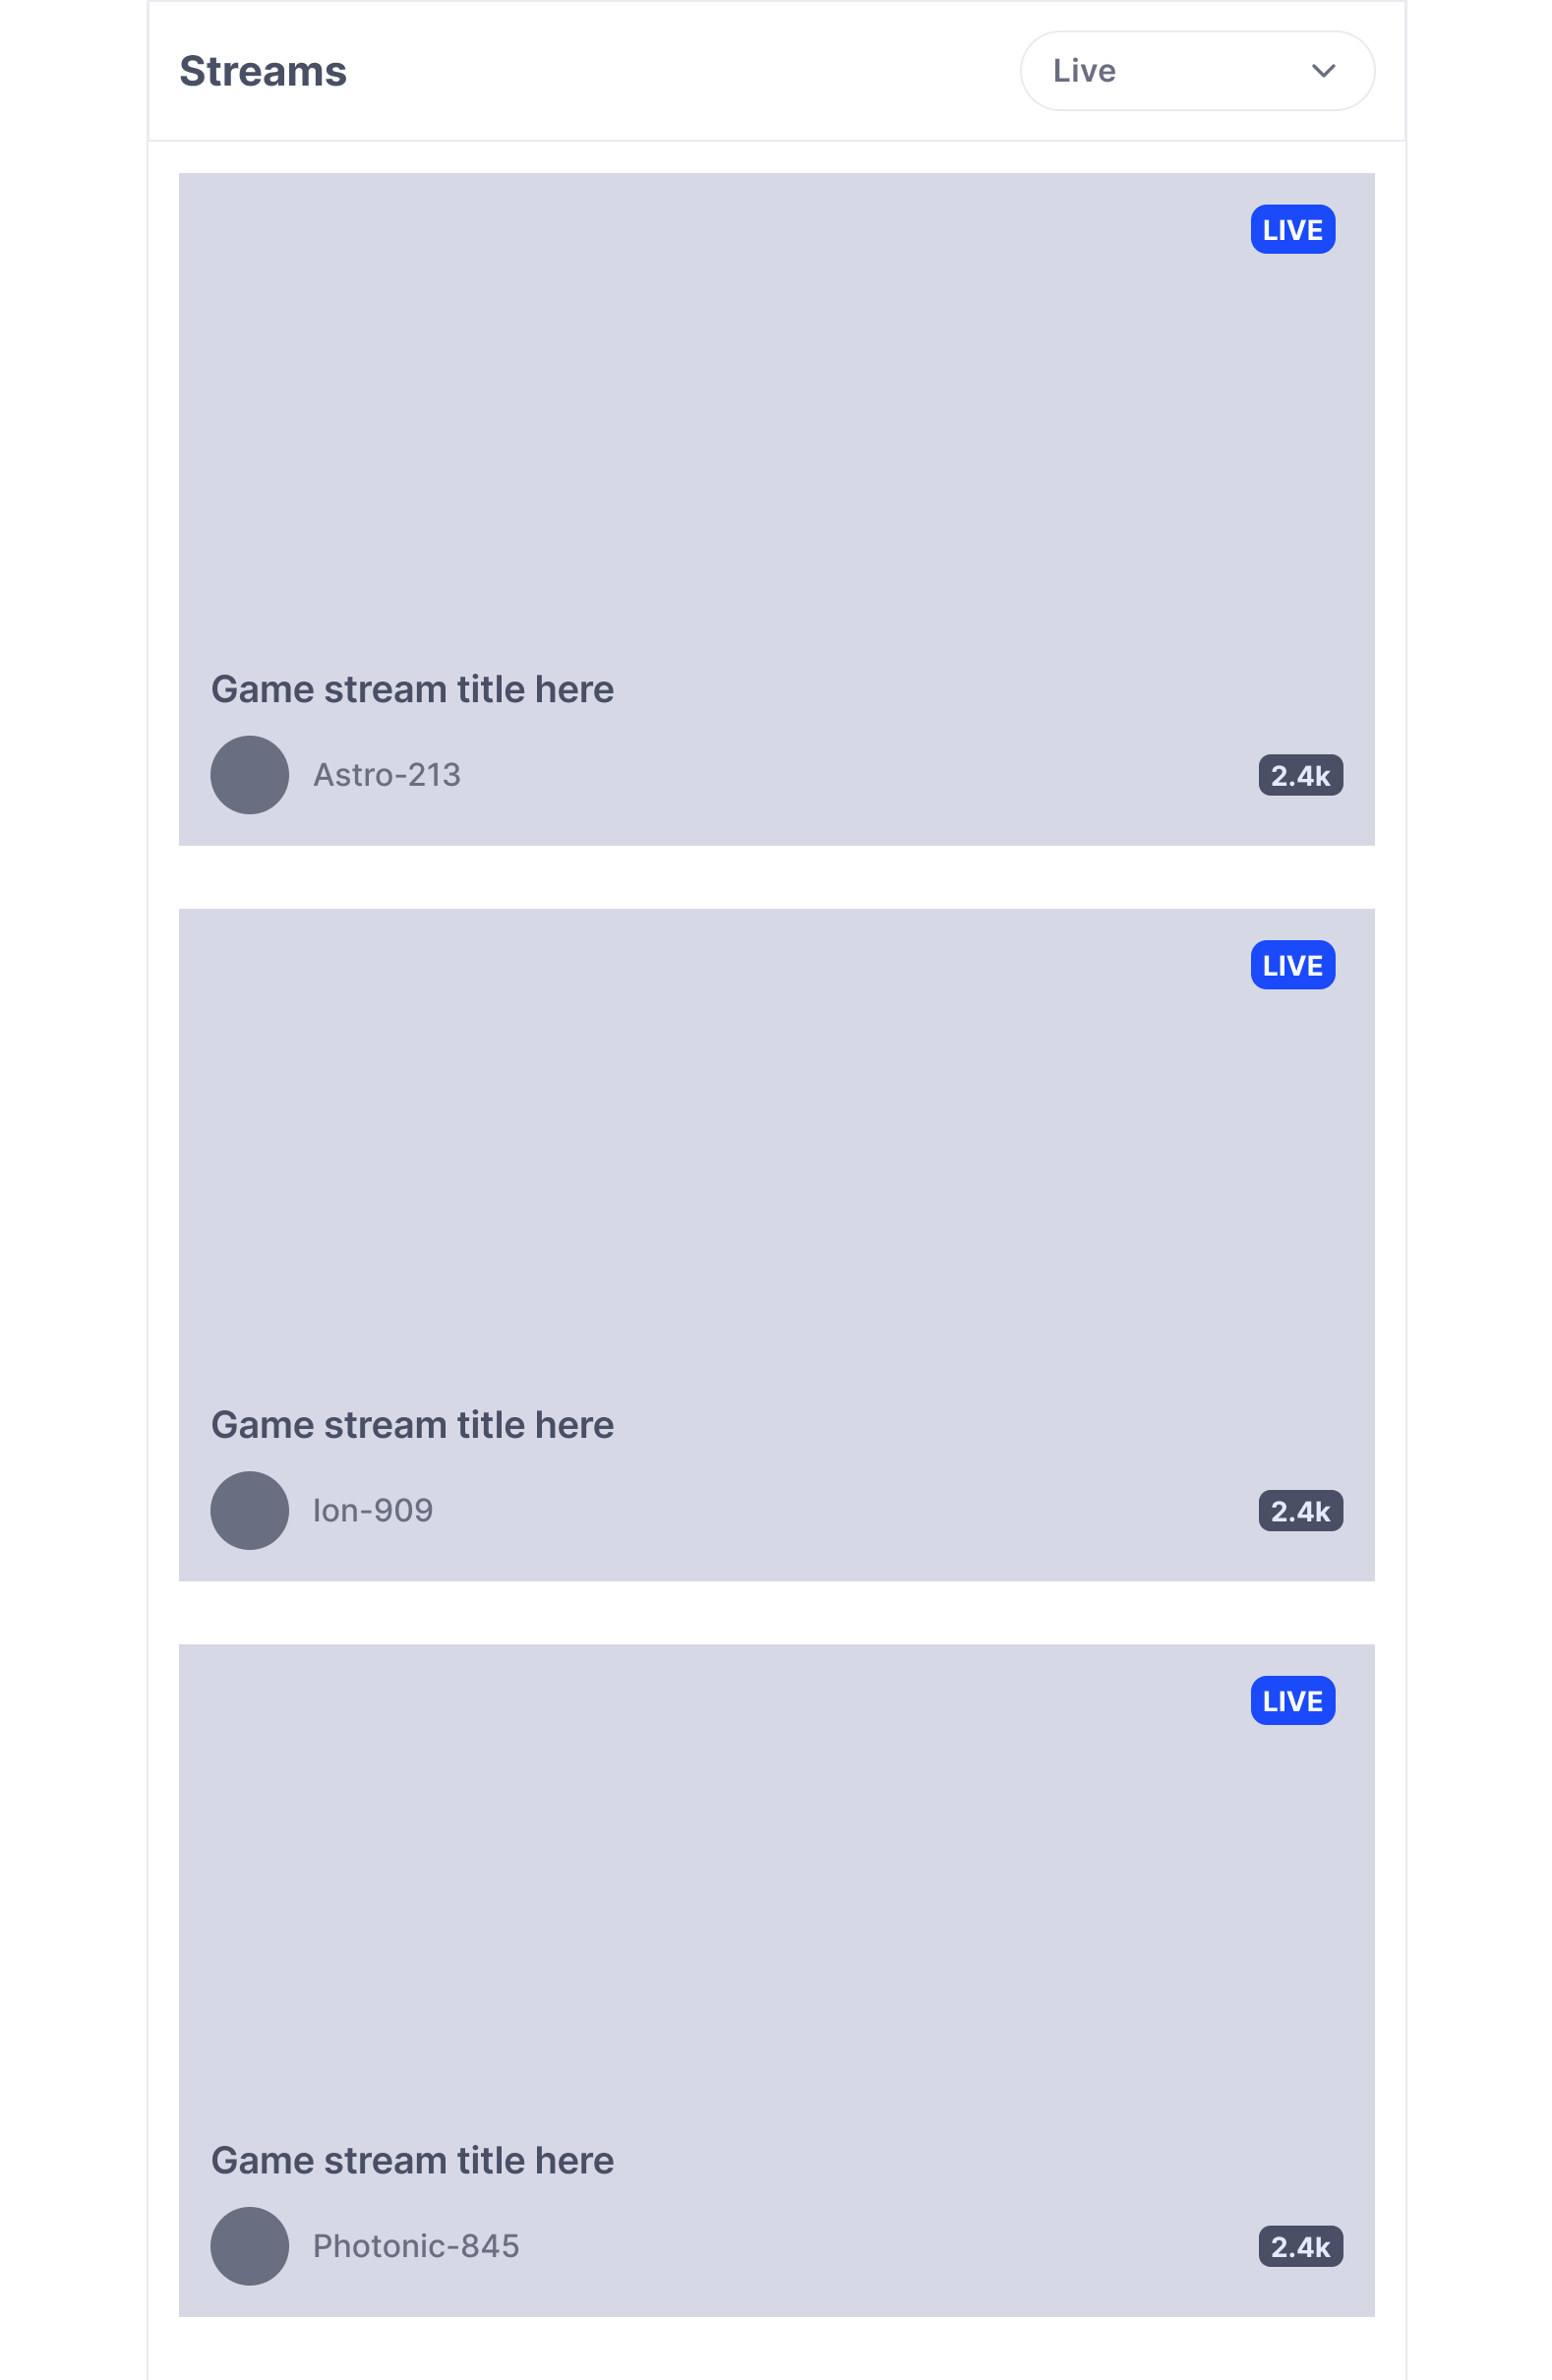 Streams
Live
LIVE
Game stream title here
Astro-213
2.4k
LIVE
Game stream title here
Ion-909
2.4k
LIVE
Game stream title here
Photonic-845
2.4k